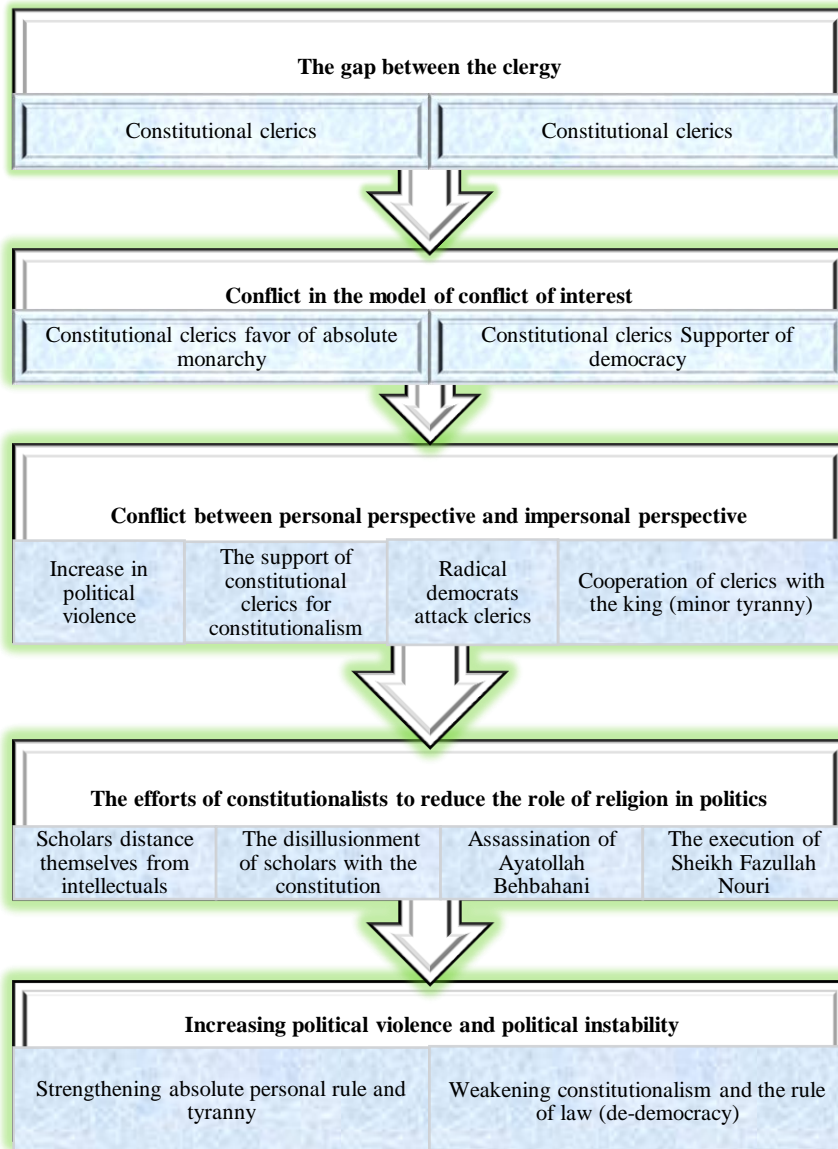 The gap between the clergy
Constitutional clerics
Constitutional clerics
Conflict in the model of conflict of interest
Constitutional clerics favor of absolute
monarchy
Constitutional clerics Supporter of
democracy
Conflict between personal perspective and impersonal perspective
Increase in
political
violence
The support of
constitutional
clerics for
constitutionalism
Radical
democrats
attack clerics
Cooperation of clerics with
the king (minor tyranny)
The efforts of constitutionalists to reduce the role of religion in politics
Scholars distance
themselves from
intellectuals
The disillusionment
of scholars with the
constitution
Assassination of
Ayatollah
Behbahani
The execution of
Sheikh Fazullah
Nouri
Increasing political violence and political instability
Strengthening absolute personal rule and
tyranny
Weakening constitutionalism and the rule
of law (de-democracy)